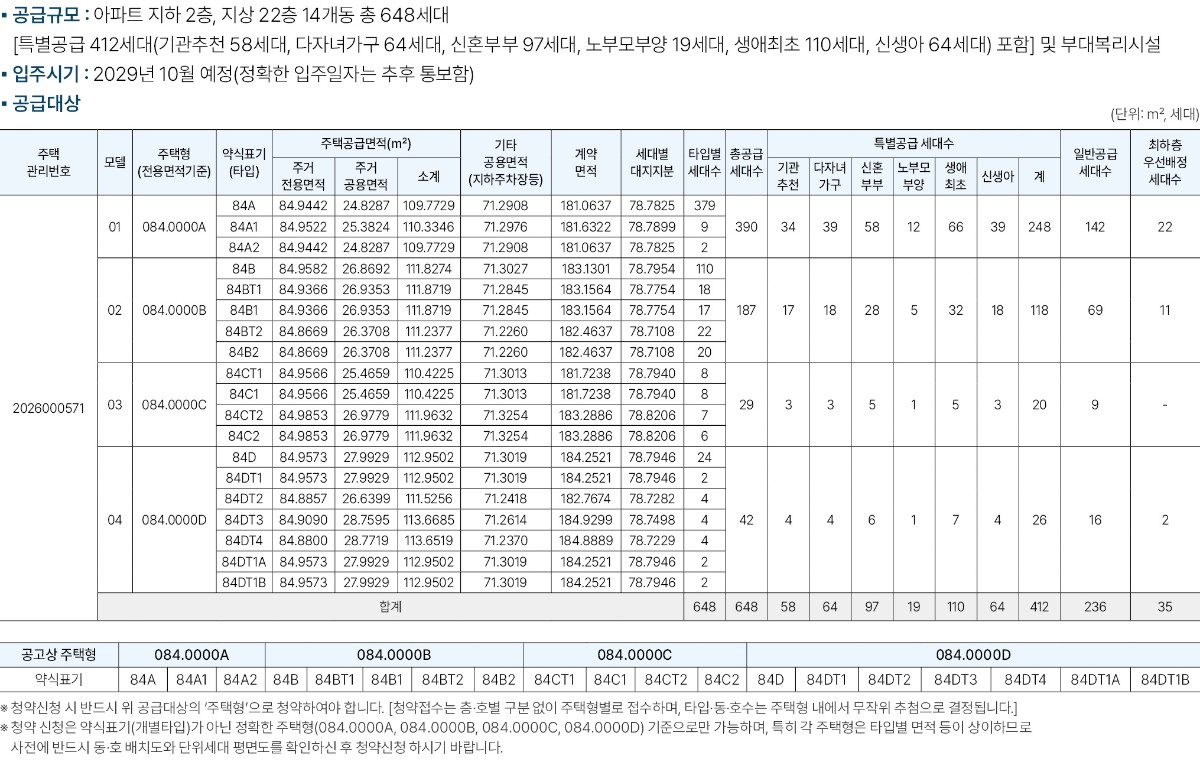 ▪ 공급규모 : 아파트 지하 2층, 지상 22층 14개동 총 648세대
[특별공급 412세대(기관추천 58세대, 다자녀가구 64세대, 신혼부부 97세대, 노부모부양 19세대, 생애최초 110세대, 신생아 64세대) 포함] 및 부대복리시설
▪ 입주시기 : 2029년 10월 예정(정확한 입주일자는 추후 통보함)
▪ 공급대상
(단위: m², 세대)
주택 관리번호 모델 주택형 (전용면적기준) 약식표기 (타입) 주택공급면적(m²) 기타 공용면적 (지하주차장등) 계약 면적 세대별 대지지분 타입별 세대수 총공급 세대수 특별공급 세대수 일반공급 세대수 최하층 우선배정 세대수
주거 전용면적 주거 공용면적 소계 기관 추천 다자녀 가구 신혼 부부 노부모 부양 생애 최초 신생아 계
2026000571
01 084.0000A 84A 84.9442 24.8287 109.7729 71.2908 181.0637 78.7825 379 390 34 39 58 12 66 39 248 142 22
84A1 84.9522 25.3824 110.3346 71.2976 181.6322 78.7899 9
84A2 84.9442 24.8287 109.7729 71.2908 181.0637 78.7825 2
02 084.0000B 84B 84.9582 26.8692 111.8274 71.3027 183.1301 78.7954 110 187 17 18 28 5 32 18 118 69 11
84BT1 84.9366 26.9353 111.8719 71.2845 183.1564 78.7754 18
84B1 84.9366 26.9353 111.8719 71.2845 183.1564 78.7754 17
84BT2 84.8669 26.3708 111.2377 71.2260 182.4637 78.7108 22
84B2 84.8669 26.3708 111.2377 71.2260 182.4637 78.7108 20
03 084.0000C 84CT1 84.9566 25.4659 110.4225 71.3013 181.7238 78.7940 8 29 3 3 5 1 5 3 20 9 -
84C1 84.9566 25.4659 110.4225 71.3013 181.7238 78.7940 8
84CT2 84.9853 26.9779 111.9632 71.3254 183.2886 78.8206 7
84C2 84.9853 26.9779 111.9632 71.3254 183.2886 78.8206 6
04 084.0000D 84D 84.9573 27.9929 112.9502 71.3019 184.2521 78.7946 24 42 4 4 6 1 7 4 26 16 2
84DT1 84.9573 27.9929 112.9502 71.3019 184.2521 78.7946 2
84DT2 84.8857 26.6399 111.5256 71.2418 182.7674 78.7282 4
84DT3 84.9090 28.7595 113.6685 71.2614 184.9299 78.7498 4
84DT4 84.8800 28.7719 113.6519 71.2370 184.8889 78.7229 4
84DT1A 84.9573 27.9929 112.9502 71.3019 184.2521 78.7946 2
84DT1B 84.9573 27.9929 112.9502 71.3019 184.2521 78.7946 2
합계 648 648 58 64 97 19 110 64 412 236 35
공고상 주택형 084.0000A 084.0000B 084.0000C 084.0000D
약식표기 84A 84A1 84A2 84B 84BT1 84B1 84BT2 84B2 84CT1 84C1 84CT2 84C2 84D 84DT1 84DT2 84DT3 84DT4 84DT1A 84DT1B
※ 청약신청 시 반드시 위 공급대상의 '주택형'으로 청약하여야 합니다. [청약접수는 층·호별 구분 없이 주택형별로 접수하며, 타입·동·호수는 주택형 내에서 무작위 추첨으로 결정됩니다.]
※ 청약 신청은 약식표기(개별타입)가 아닌 정확한 주택형(084.0000A, 084.0000B, 084.0000C, 084.0000D) 기준으로만 가능하며, 특히 각 주택형은 타입별 면적 등이 상이하므로
사전에 반드시 동·호 배치도와 단위세대 평면도를 확인하신 후 청약신청 하시기 바랍니다.